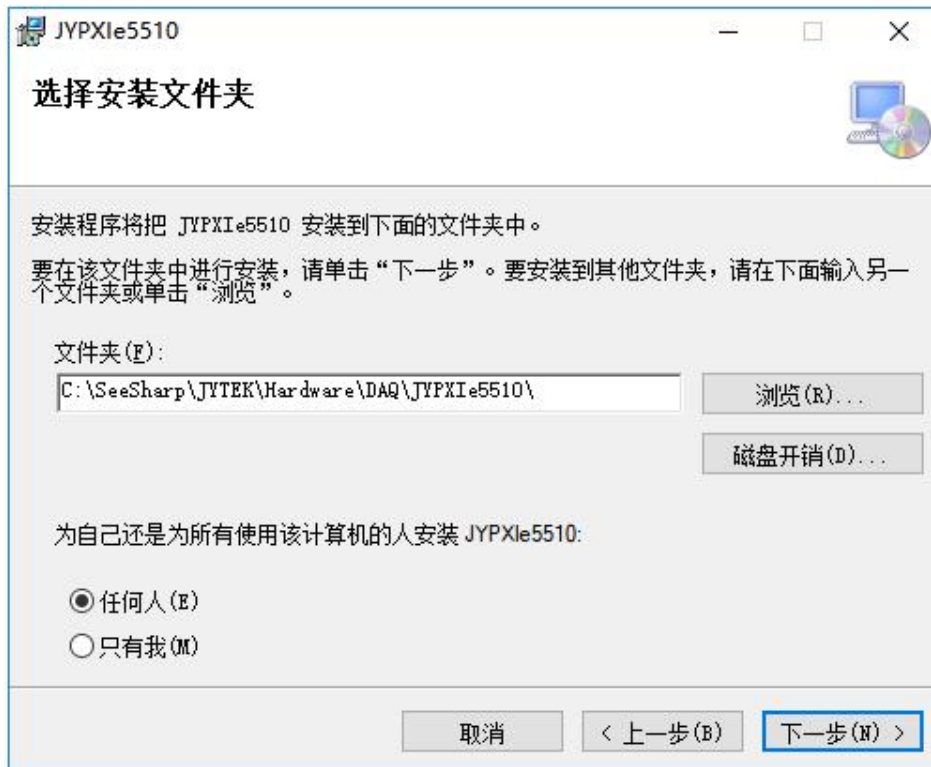 JYPXIe5510
选择安装文件夹
安装程序将把 JYPXIe5510 安装到下面的文件夹中。
要在该文件夹中进行安装，请单击“下一步”。要安装到其他文件夹，请在下面输入另一
个文件夹或单击“浏览”。
文件夹(F):
C:\SeeSharp\JYTEK\Hardware\DAQ\JYPXIe5510\
浏览(R)...
磁盘开销(D)...
为自己还是为所有使用该计算机的人安装 JYPXIe5510:
任何人(E)
只有我(M)
取消
< 上一步(B)
下一步(N) >